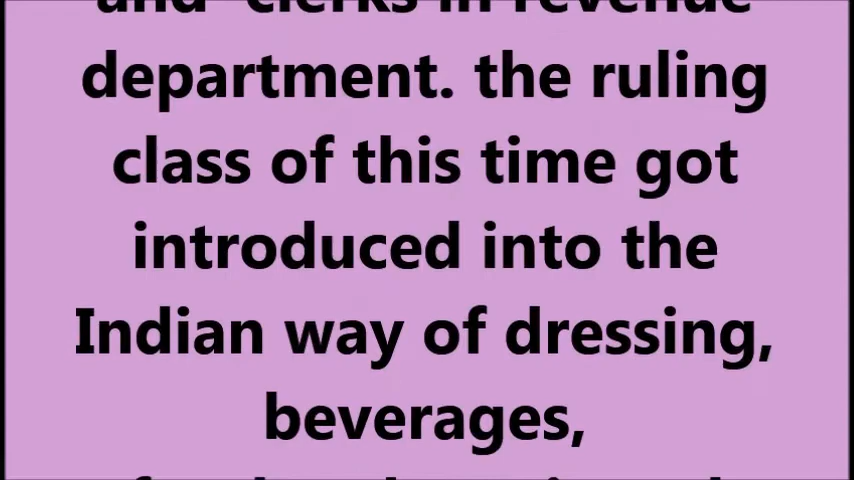 and clerks in revenue
department. the ruling
class of this time got
introduced into the
Indian way of dressing,
beverages,